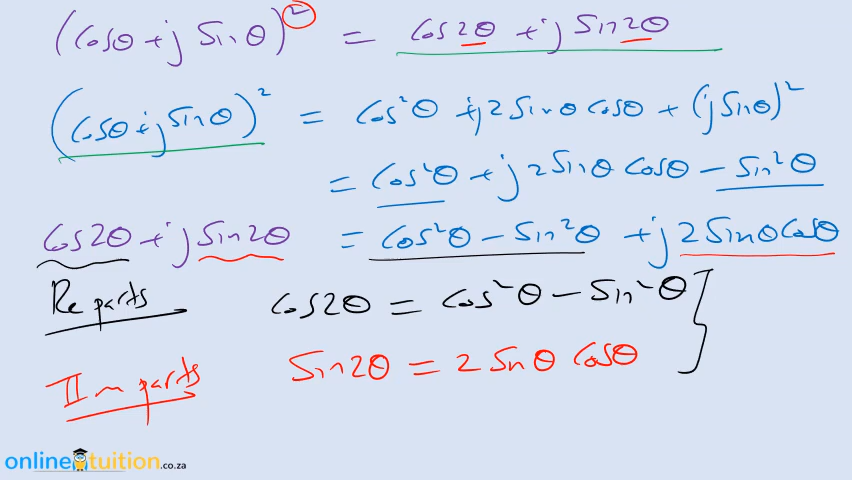 (cosθ + j Sinθ)² = cos2θ + j Sin2θ
(cosθ + j Sinθ)² = cos²θ + j2 Sinθ cosθ + (j Sinθ)²
= cos²θ + j 2 Sinθ cosθ − Sin²θ
cos2θ + j Sin2θ = cos²θ − Sin²θ + j 2 Sinθ cosθ
Re parts cos2θ = cos²θ − Sin²θ
Im parts Sin2θ = 2 Sinθ cosθ
onlinetuition.co.za